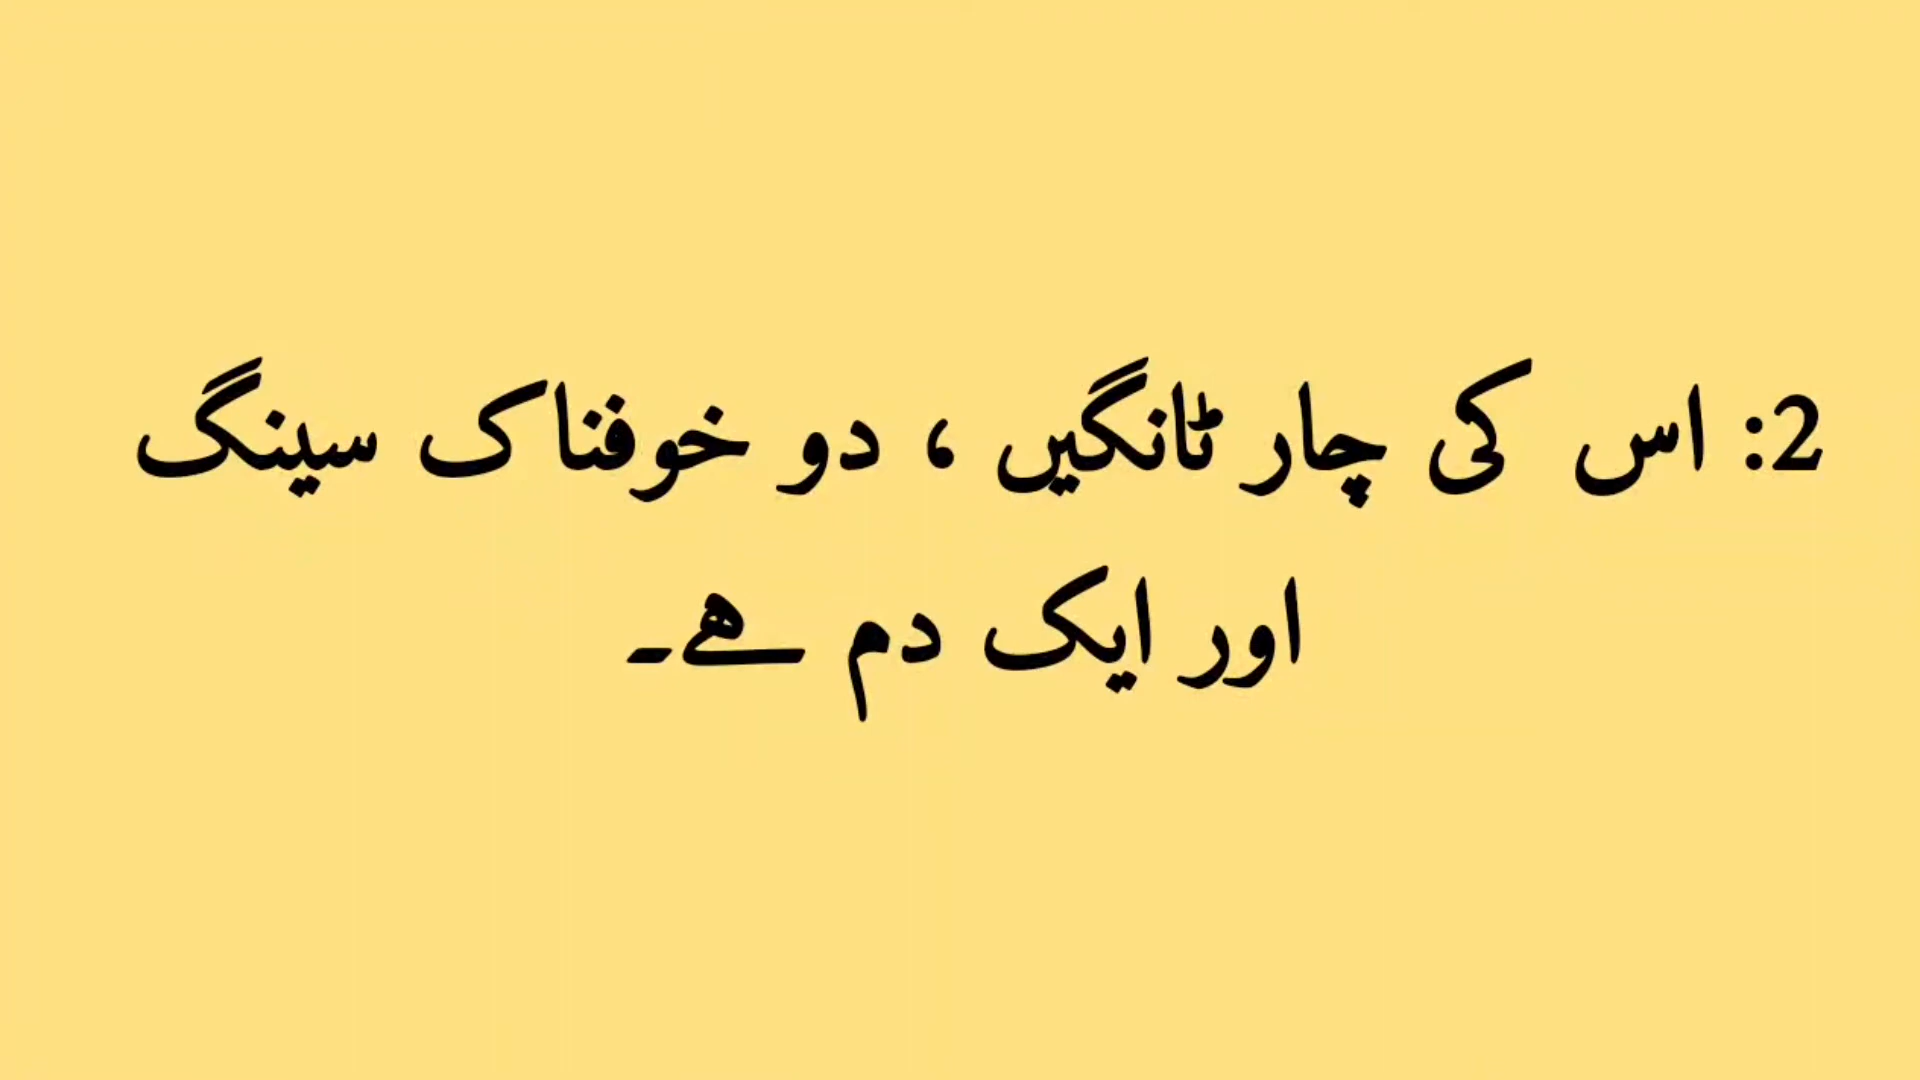 2: اس کی چار ٹانگیں ، دو خوفناک سینگ
اور ایک دم ہے۔